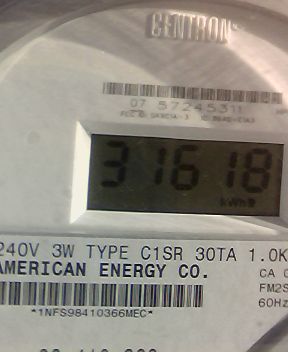 CENTRON
07 57245311
31618
kWh
240V 3W TYPE C1SR 30TA 1.0K
AMERICAN ENERGY CO.
CA
FM2S
60Hz
*1NFS98410366MEC*